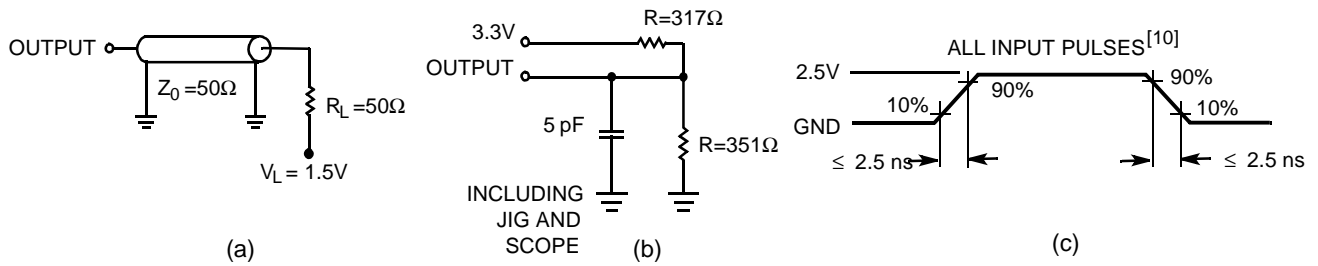 OUTPUT
Z0 =50Ω
RL =50Ω
VL = 1.5V
(a)
R=317Ω
3.3V
OUTPUT
5 pF
R=351Ω
INCLUDING
JIG AND
SCOPE
(b)
ALL INPUT PULSES[10]
2.5V
GND
10%
90%
90%
10%
≤ 2.5 ns
≤ 2.5 ns
(c)